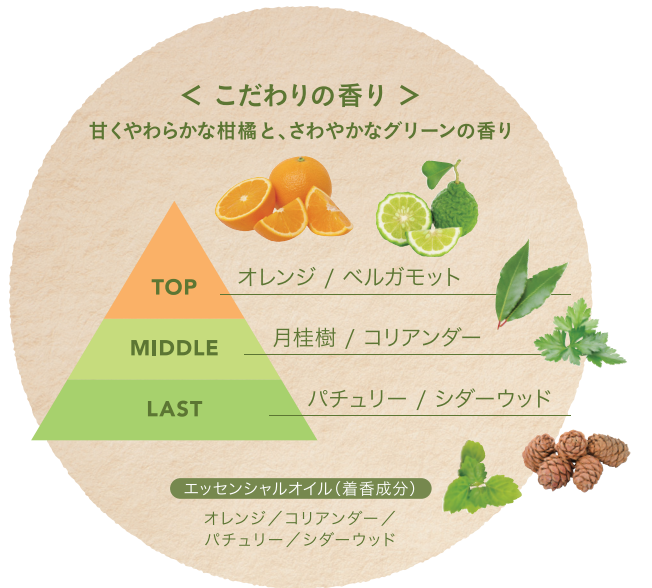 ＜ こだわりの香り ＞
甘くやわらかな柑橘と、さわやかなグリーンの香り
TOP
オレンジ / ベルガモット
MIDDLE
月桂樹 / コリアンダー
LAST
パチュリー / シダーウッド
エッセンシャルオイル（着香成分）
オレンジ／コリアンダー／
パチュリー／シダーウッド